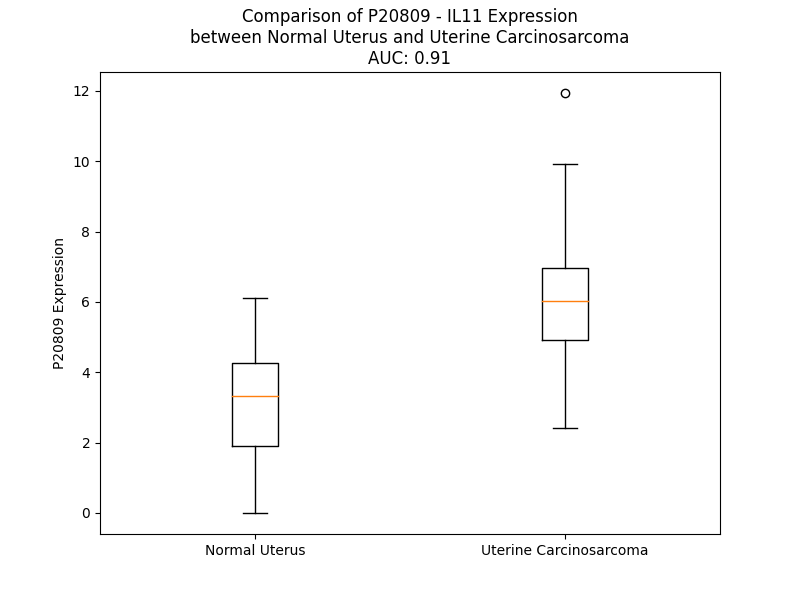 Comparison of P20809 - IL11 Expression
between Normal Uterus and Uterine Carcinosarcoma
AUC: 0.91
12
10
8
6
4
2
0
P20809 Expression
Normal Uterus
Uterine Carcinosarcoma